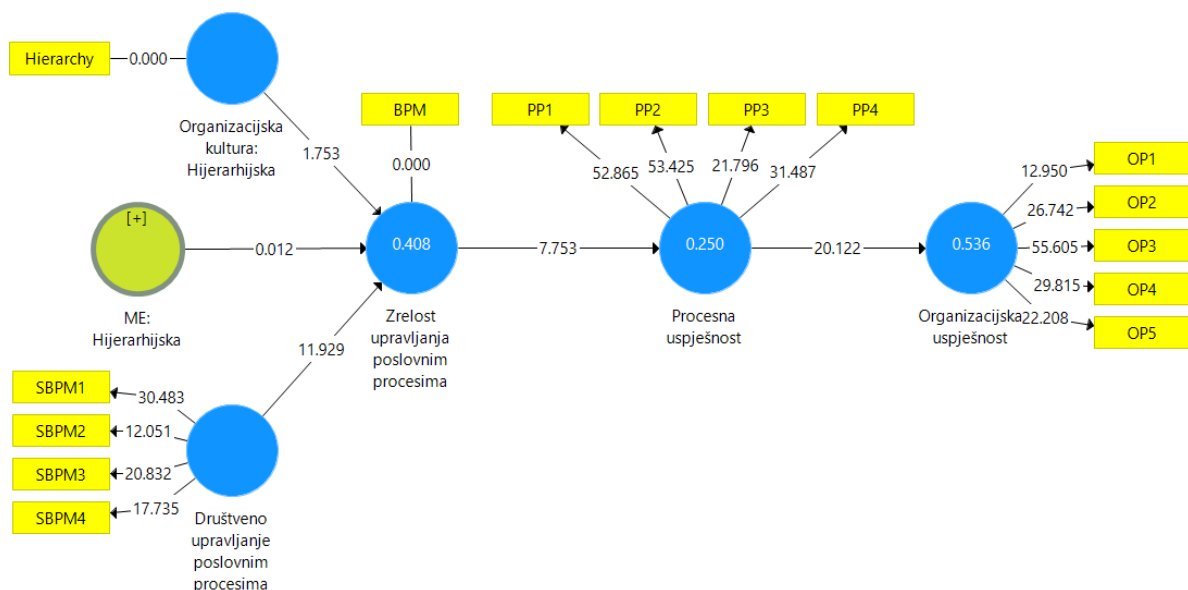 Hierarchy
0.000
Organizacijska
kultura:
Hijerarhijska
1.753
BPM
0.000
PP1
PP2
PP3
PP4
52.865
53.425
21.796
31.487
[+]
ME:
Hijerarhijska
0.012
0.408
Zrelost
upravljanja
poslovnim
procesima
7.753
0.250
Procesna
uspješnost
20.122
0.536
Organizacijska
uspješnost
12.950
OP1
26.742
OP2
55.605
OP3
29.815
OP4
22.208
OP5
11.929
SBPM1
30.483
SBPM2
12.051
SBPM3
20.832
SBPM4
17.735
Društveno
upravljanje
poslovnim
procesima